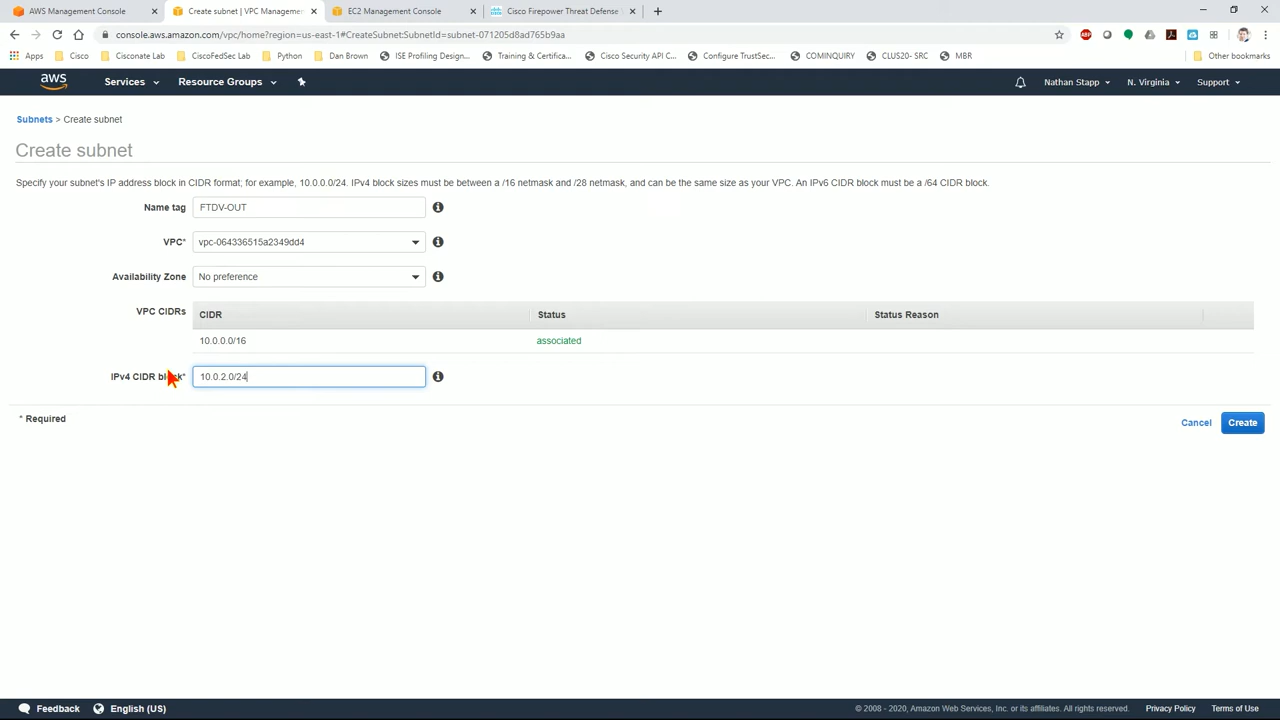 AWS Management Console
Create subnet | VPC Manageme
EC2 Management Console
Cisco Firepower Threat Defense V
console.aws.amazon.com/vpc/home?region=us-east-1#CreateSubnet:SubnetId=subnet-071205d8ad765b9aa
ABP
Apps Cisco Cisconate Lab CiscoFedSec Lab Python Dan Brown ISE Profiling Design... Training & Certifica... Cisco Security API C... Configure TrustSec... COMINQUIRY CLUS20- SRC MBR Other bookmarks
aws Services Resource Groups Nathan Stapp N. Virginia Support
Subnets > Create subnet
Create subnet
Specify your subnet's IP address block in CIDR format; for example, 10.0.0.0/24. IPv4 block sizes must be between a /16 netmask and /28 netmask, and can be the same size as your VPC. An IPv6 CIDR block must be a /64 CIDR block.
Name tag FTDV-OUT
VPC* vpc-064336515a2349dd4
Availability Zone No preference
VPC CIDRs
CIDR Status Status Reason
10.0.0.0/16 associated
IPv4 CIDR block* 10.0.2.0/24
* Required
Cancel Create
Feedback English (US) © 2008 - 2020, Amazon Web Services, Inc. or its affiliates. All rights reserved. Privacy Policy Terms of Use